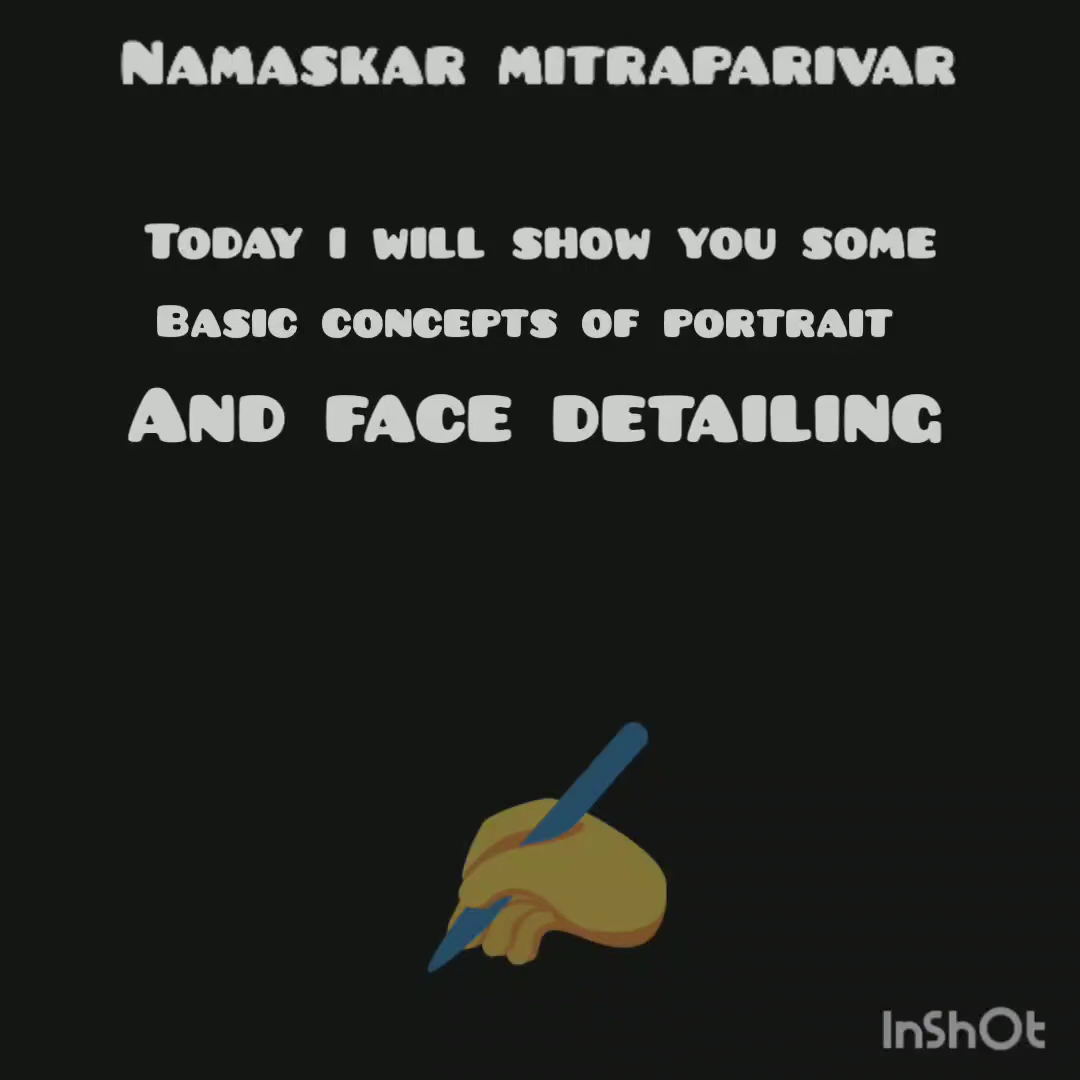 Namaskar mitraparivar
Today i will show you some
Basic concepts of portrait
And face detailing
InShOt